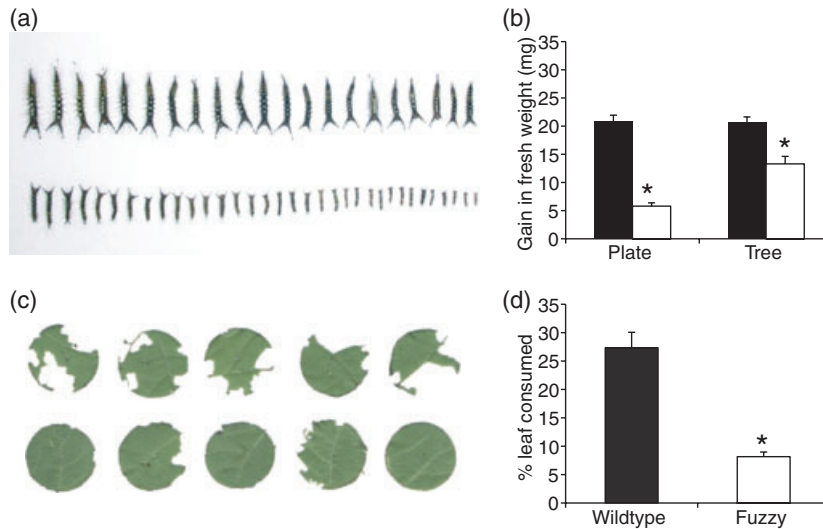 (a)
(b)
Gain in fresh weight (mg)
35
30
25
20
15
10
5
0
*
*
Plate Tree
(c)
(d)
% leaf consumed
35
30
25
20
15
10
5
0
*
Wildtype Fuzzy